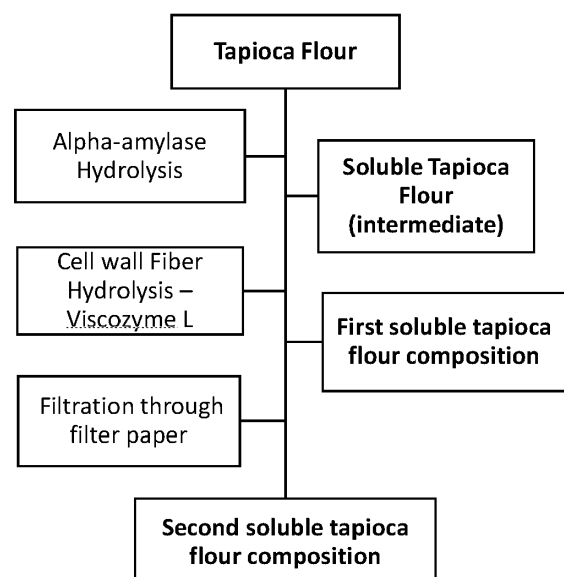 Tapioca Flour
Alpha-amylase
Hydrolysis
Soluble Tapioca
Flour
(intermediate)
Cell wall Fiber
Hydrolysis –
Viscozyme L
First soluble tapioca
flour composition
Filtration through
filter paper
Second soluble tapioca
flour composition